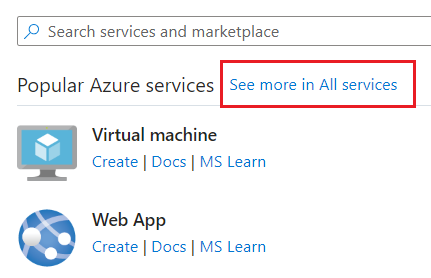 Search services and marketplace
Popular Azure services See more in All services
Virtual machine
Create | Docs | MS Learn
Web App
Create | Docs | MS Learn